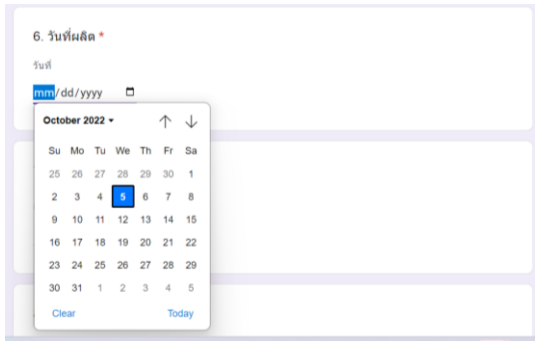 6. วันที่ผลิต *
วันที่
mm/dd/yyyy
October 2022
Su Mo Tu We Th Fr Sa
25 26 27 28 29 30 1
2 3 4 5 6 7 8
9 10 11 12 13 14 15
16 17 18 19 20 21 22
23 24 25 26 27 28 29
30 31 1 2 3 4 5
Clear Today